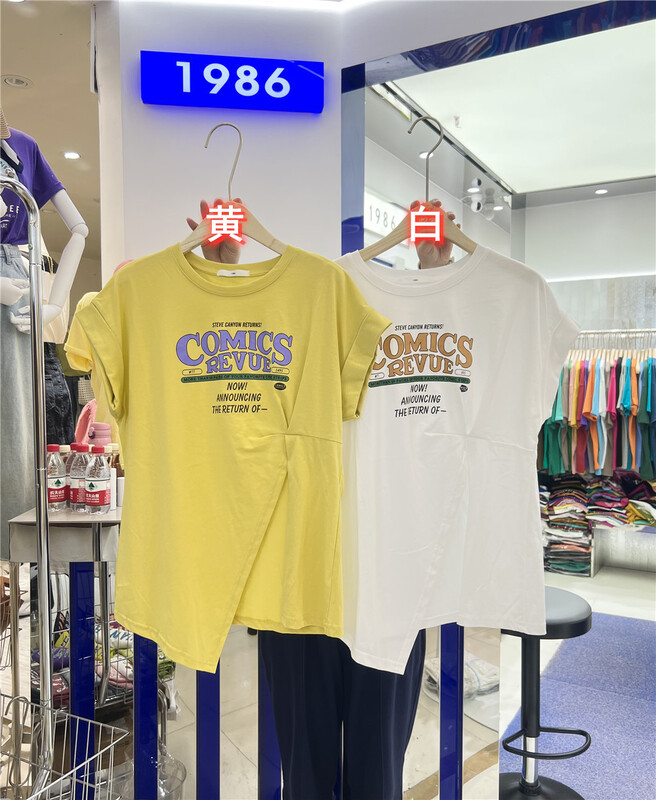 1986
1986
黄
白
STEVE CANYON RETURNS!
COMICS
REVUE
NOW!
ANNOUNCING
THE RETURN OF—
STEVE CANYON RETURNS!
COMICS
REVUE
NOW!
ANNOUNCING
THE RETURN OF—